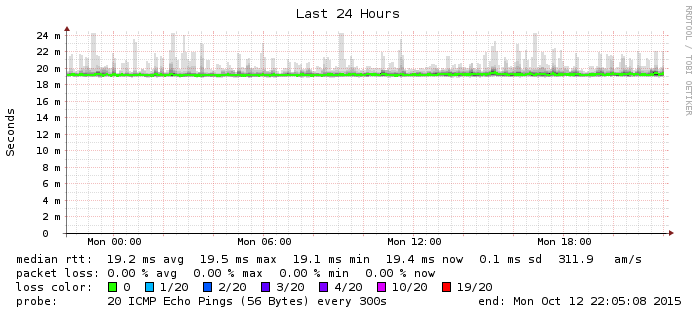 Last 24 Hours
RRDTOOL / TOBI OETIKER
Seconds
24 m
22 m
20 m
18 m
16 m
14 m
12 m
10 m
8 m
6 m
4 m
2 m
0
Mon 00:00 Mon 06:00 Mon 12:00 Mon 18:00
median rtt: 19.2 ms avg 19.5 ms max 19.1 ms min 19.4 ms now 0.1 ms sd 311.9 am/s
packet loss: 0.00 % avg 0.00 % max 0.00 % min 0.00 % now
loss color: 0 1/20 2/20 3/20 4/20 10/20 19/20
probe: 20 ICMP Echo Pings (56 Bytes) every 300s end: Mon Oct 12 22:05:08 2015